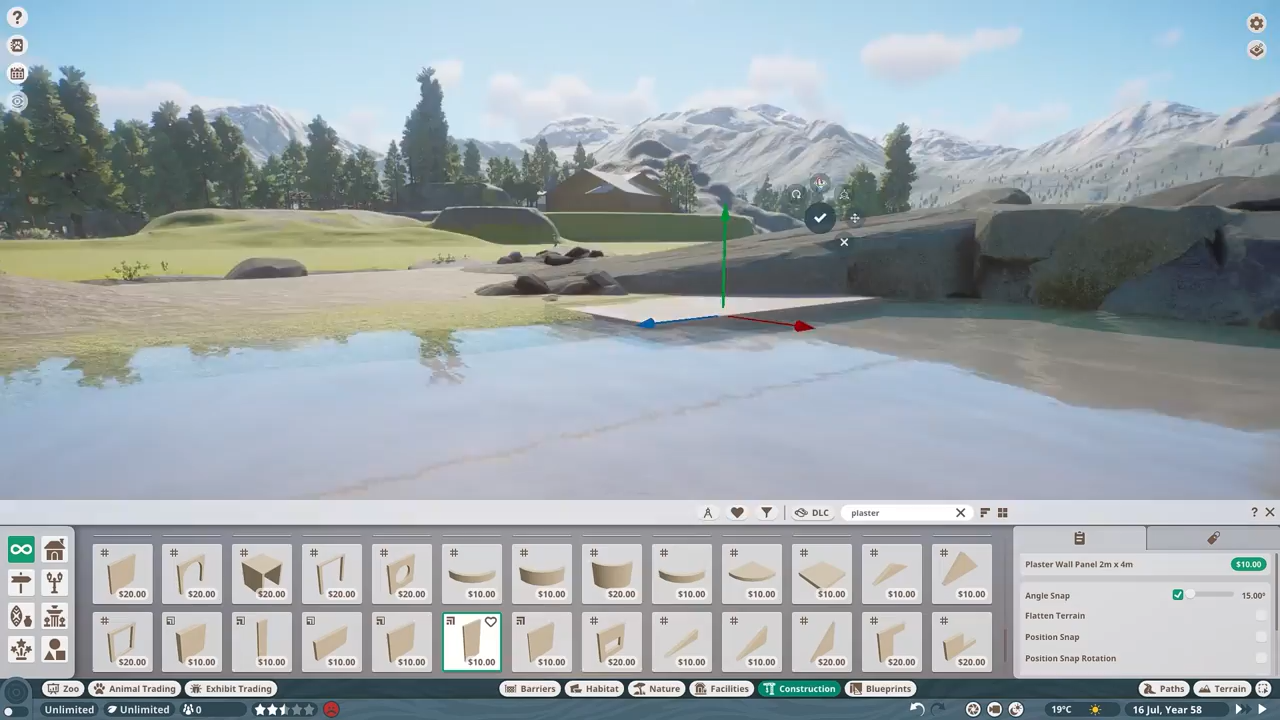 DLC
plaster
?
$20.00 $20.00 $20.00 $20.00 $20.00 $10.00 $10.00 $10.00 $10.00 $10.00 $10.00 $10.00 $10.00
$20.00 $10.00 $10.00 $10.00 $10.00 $10.00 $10.00 $20.00 $10.00 $10.00 $20.00 $20.00 $20.00
Plaster Wall Panel 2m x 4m $10.00
Angle Snap 15.00°
Flatten Terrain
Position Snap
Position Snap Rotation
Zoo Animal Trading Exhibit Trading Barriers Habitat Nature Facilities Construction Blueprints Paths Terrain
Unlimited Unlimited 0 19°C 16 Jul, Year 58